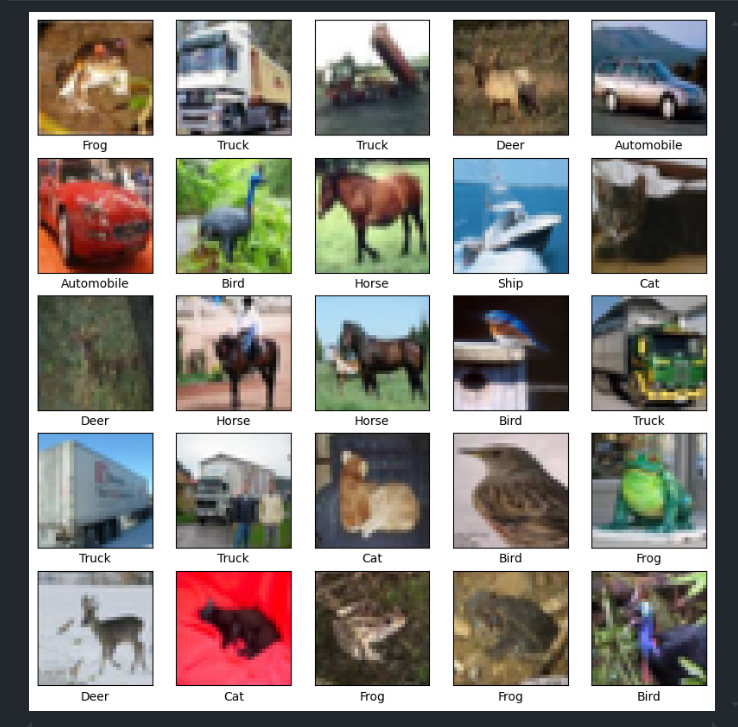 Frog Truck Truck Deer Automobile
Automobile Bird Horse Ship Cat
Deer Horse Horse Bird Truck
Truck Truck Cat Bird Frog
Deer Cat Frog Frog Bird